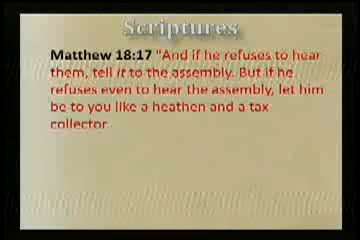 Scriptures
Matthew 18:17 "And if he refuses to hear
them, tell it to the assembly. But if he
refuses even to hear the assembly, let him
be to you like a heathen and a tax
collector